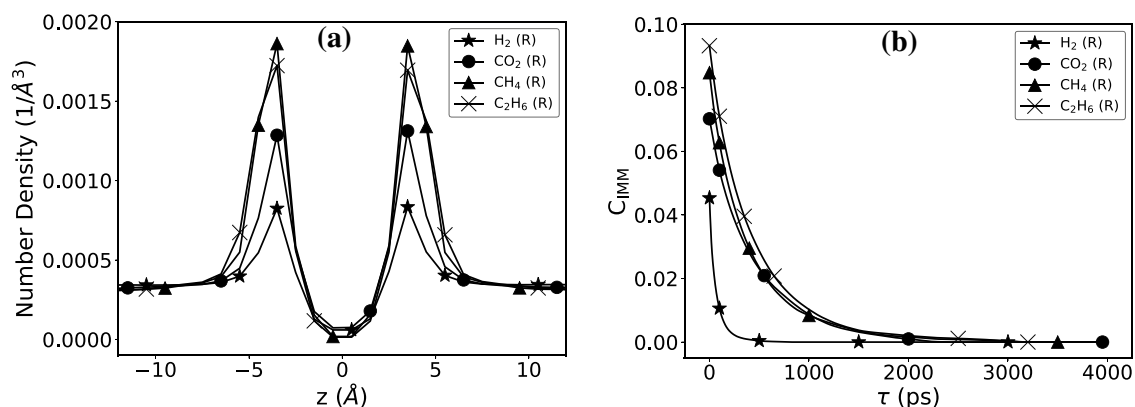 0.0020
0.0015
0.0010
0.0005
0.0000
Number Density (1/Å³)
(a)
H₂ (R)
CO₂ (R)
CH₄ (R)
C₂H₆ (R)
−10 −5 0 5 10
z (Å)
0.10
0.08
0.06
0.04
0.02
0.00
C_IMM
(b)
H₂ (R)
CO₂ (R)
CH₄ (R)
C₂H₆ (R)
0 1000 2000 3000 4000
τ (ps)